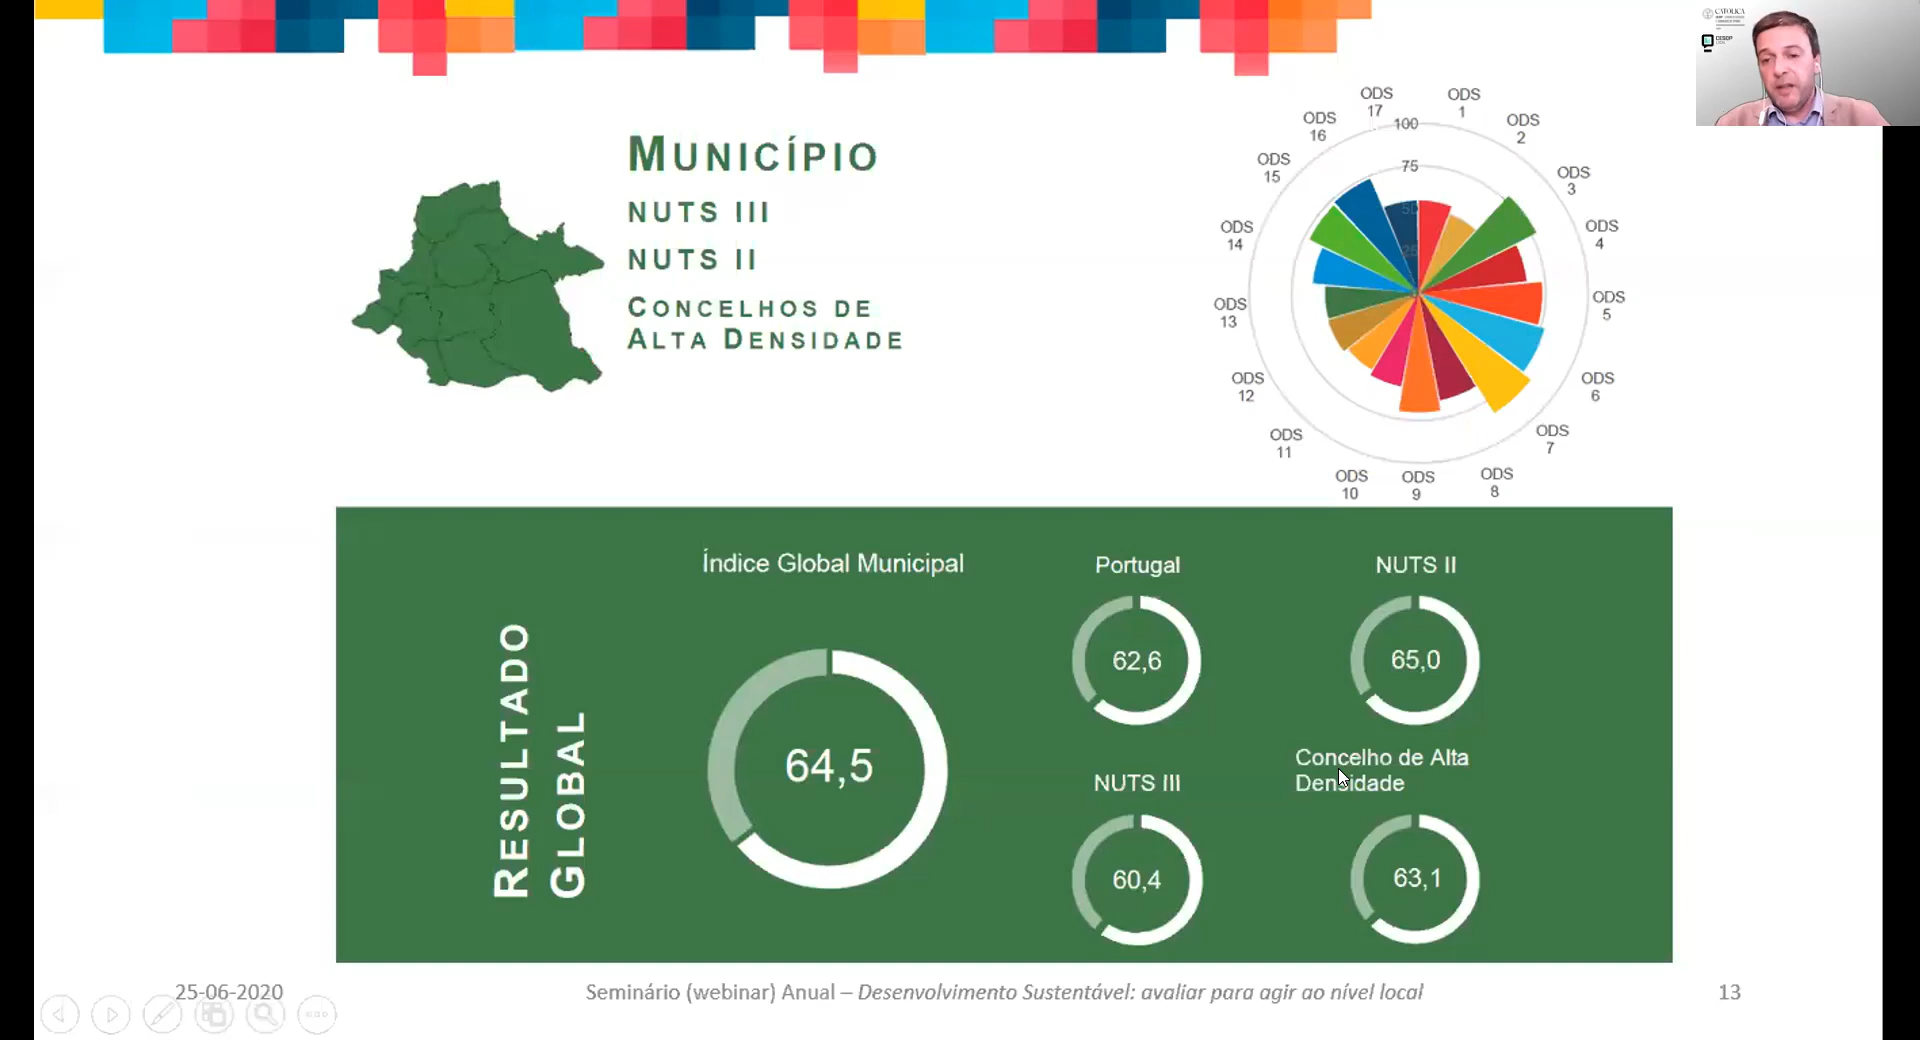 CATÓLICA
CESOP
MUNICÍPIO
NUTS III
NUTS II
CONCELHOS DE
ALTA DENSIDADE
ODS
1
ODS
2
ODS
3
ODS
4
ODS
5
ODS
6
ODS
7
ODS
8
ODS
9
ODS
10
ODS
11
ODS
12
ODS
13
ODS
14
ODS
15
ODS
16
ODS
17
100
75
50
25
RESULTADO
GLOBAL
Índice Global Municipal
64,5
Portugal
62,6
NUTS II
65,0
NUTS III
60,4
Concelho de Alta
Densidade
63,1
25-06-2020
Seminário (webinar) Anual – Desenvolvimento Sustentável: avaliar para agir ao nível local
13